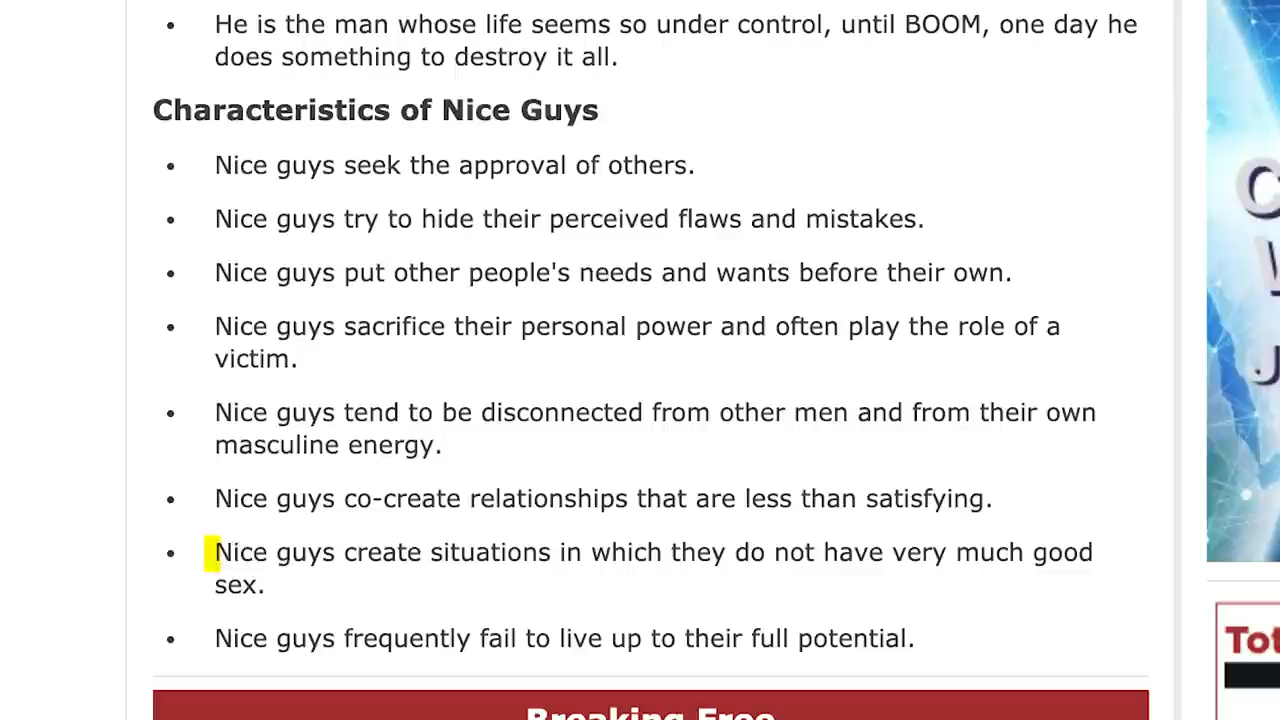 • He is the man whose life seems so under control, until BOOM, one day he
does something to destroy it all.
Characteristics of Nice Guys
• Nice guys seek the approval of others.
• Nice guys try to hide their perceived flaws and mistakes.
• Nice guys put other people's needs and wants before their own.
• Nice guys sacrifice their personal power and often play the role of a
victim.
• Nice guys tend to be disconnected from other men and from their own
masculine energy.
• Nice guys co-create relationships that are less than satisfying.
• Nice guys create situations in which they do not have very much good
sex.
• Nice guys frequently fail to live up to their full potential.
Breaking Free